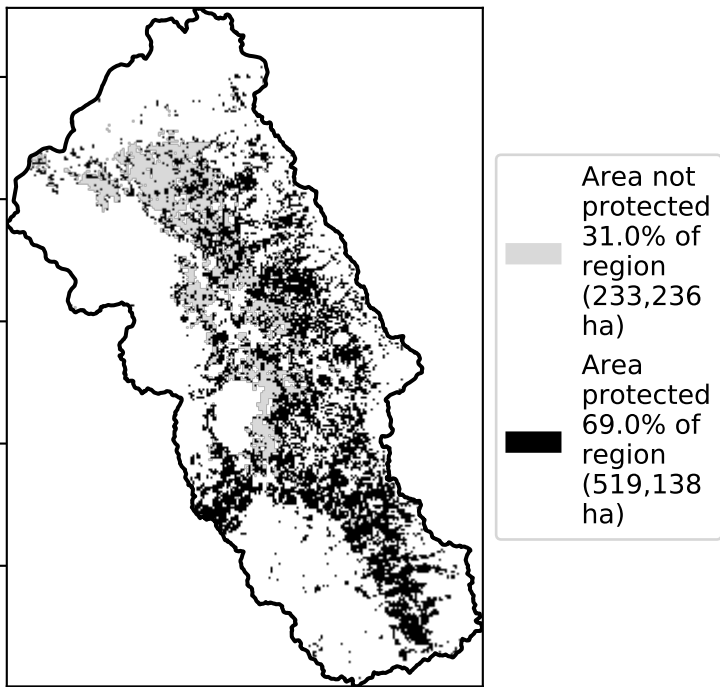 Area not
protected
31.0% of
region
(233,236
ha)
Area
protected
69.0% of
region
(519,138
ha)